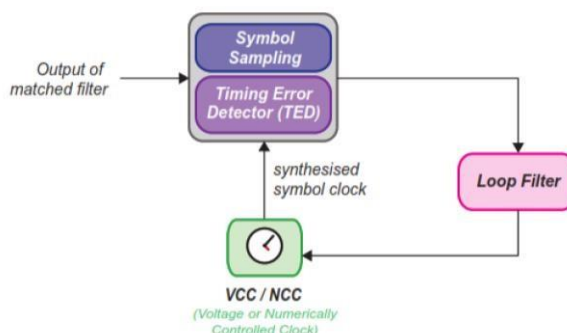 Symbol
Sampling
Output of
matched filter
Timing Error
Detector (TED)
synthesised
symbol clock
Loop Filter
VCC / NCC
(Voltage or Numerically
Controlled Clock)